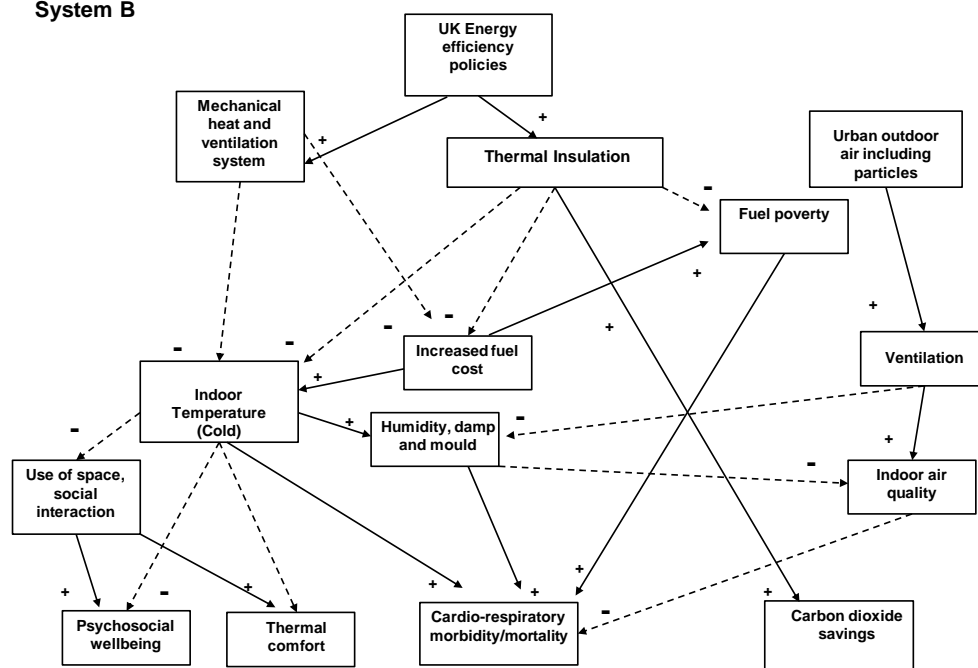 System B
UK Energy
efficiency
policies
Mechanical
heat and
ventilation
system
+
+
Thermal Insulation
Urban outdoor
air including
particles
-
Fuel poverty
+
+
+
-
-
-
-
Increased fuel
cost
Ventilation
Indoor
Temperature
(Cold)
+
+
-
Humidity, damp
and mould
+
-
-
Indoor air
quality
Use of space,
social
interaction
+
+
-
+
+
+
+
-
+
Psychosocial
wellbeing
Thermal
comfort
Cardio-respiratory
morbidity/mortality
Carbon dioxide
savings